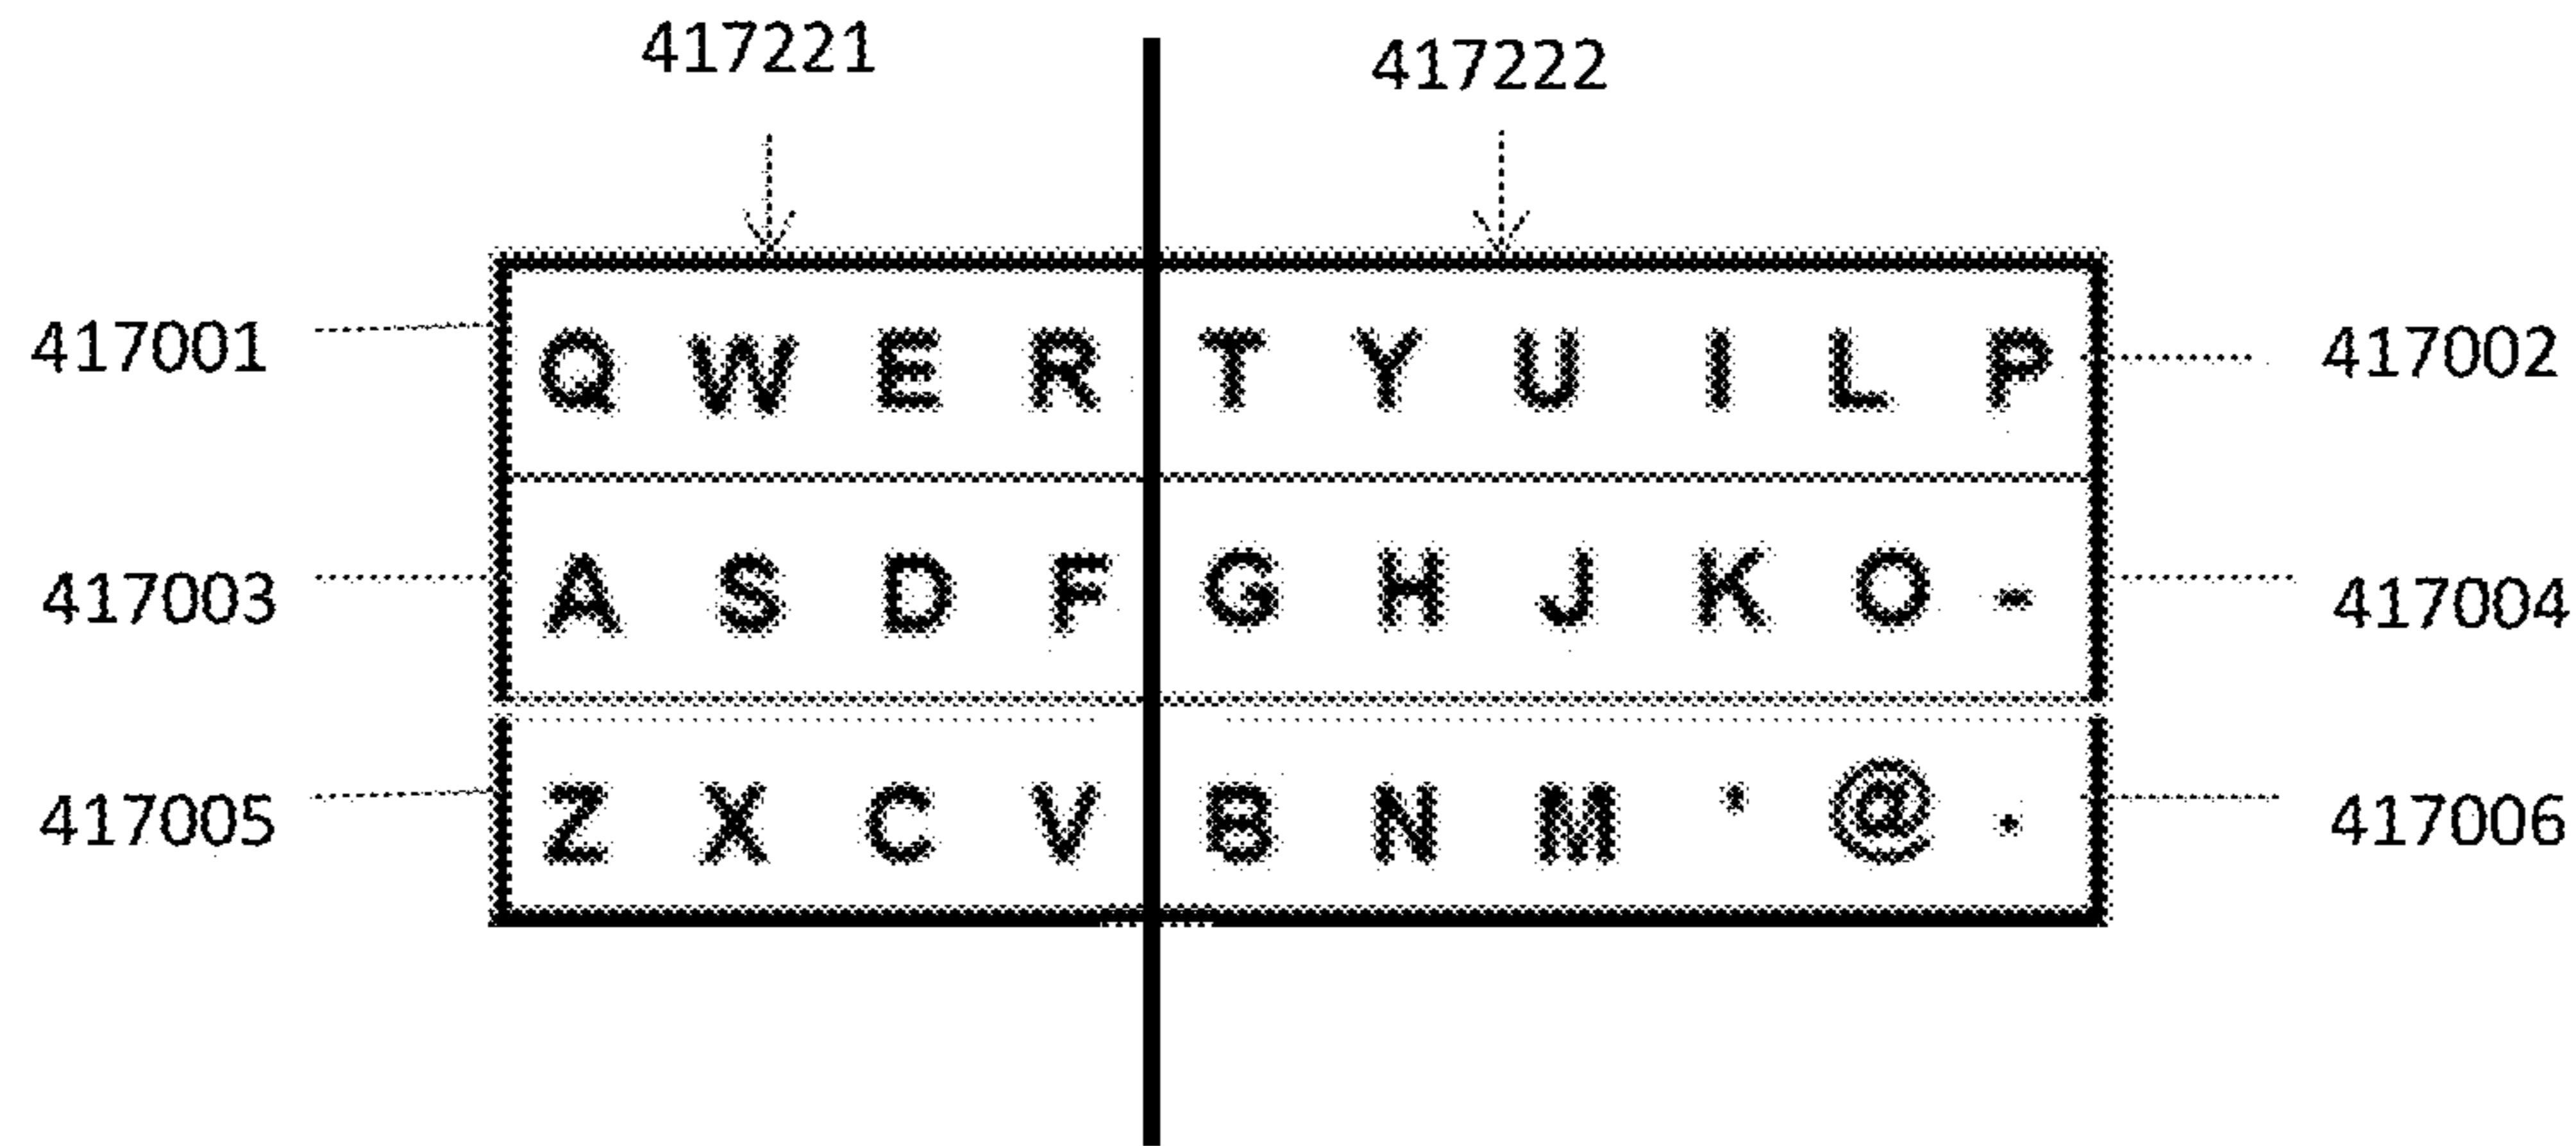 417221 417222
417001 Q W E R T Y U I L P 417002
417003 A S D F G H J K O - 417004
417005 Z X C V B N M ' @ . 417006